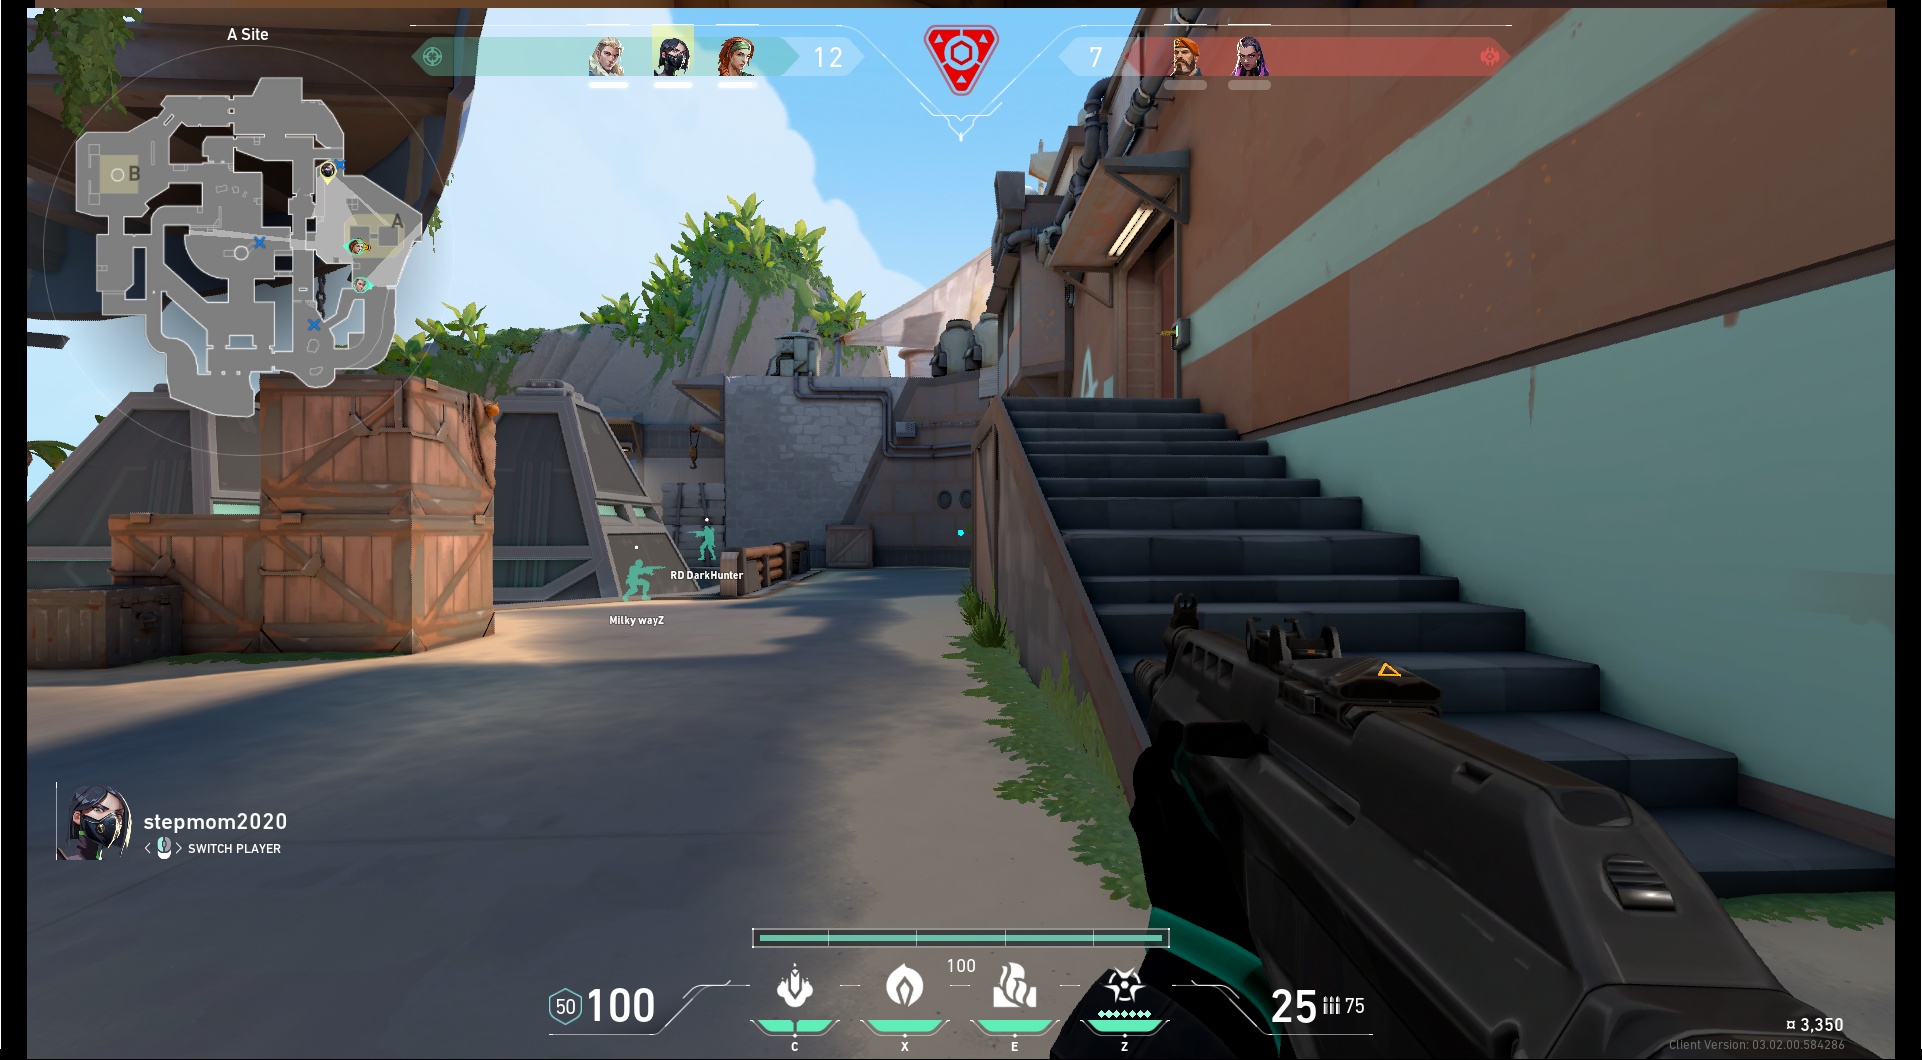 A Site
12
7
B
A
RD DarkHunter
Milky wayZ
stepmom2020
< > SWITCH PLAYER
100
50 100
C
X
E
Z
25 75
¤ 3,350
Client Version: 03.02.00.584286